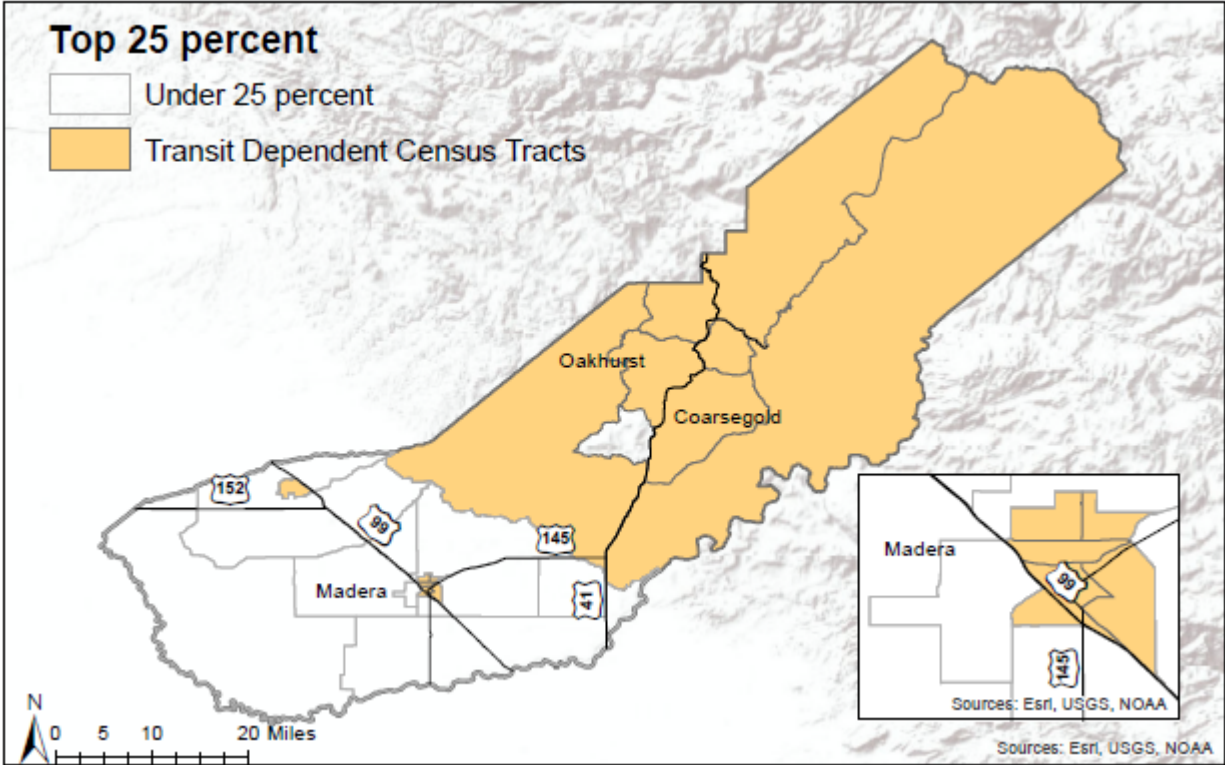 Top 25 percent
Under 25 percent
Transit Dependent Census Tracts
Oakhurst
Coarsegold
152
99
145
Madera
41
Madera
99
145
Sources: Esri, USGS, NOAA
N
0 5 10 20 Miles
Sources: Esri, USGS, NOAA